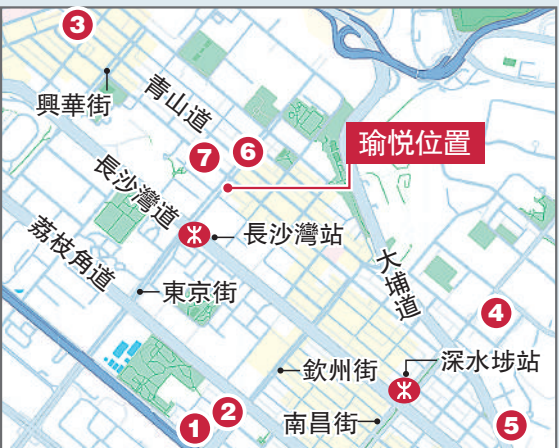 3
興華街
青山道
瑜悦位置
7
6
長沙灣道
長沙灣站
荔枝角道
大埔道
東京街
4
欽州街
深水埗站
1
2
南昌街
5